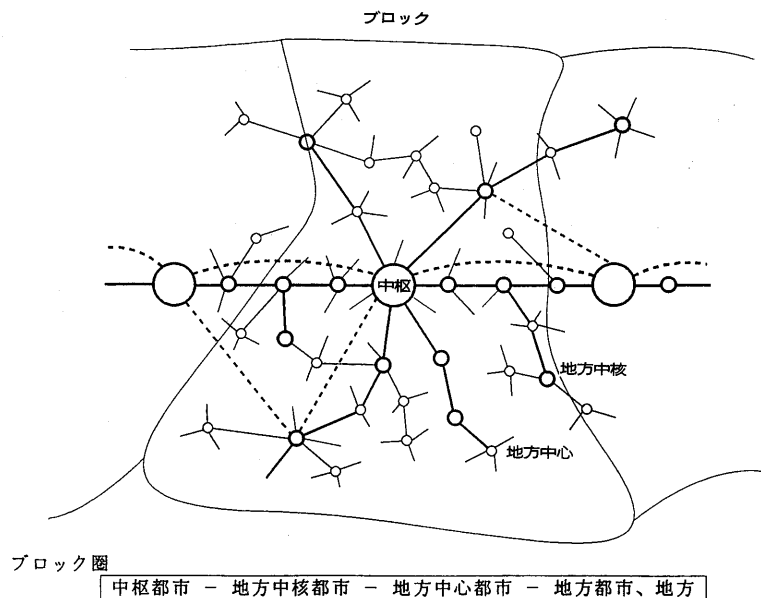 ブロック
中枢
地方中核
地方中心
ブロック圏
中枢都市 － 地方中核都市 － 地方中心都市 － 地方都市、地方